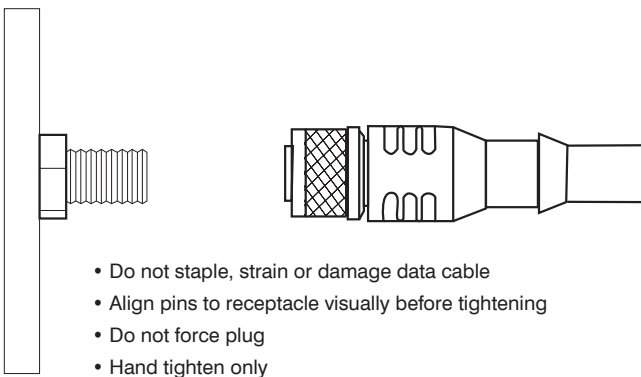 • Do not staple, strain or damage data cable
• Align pins to receptacle visually before tightening
• Do not force plug
• Hand tighten only